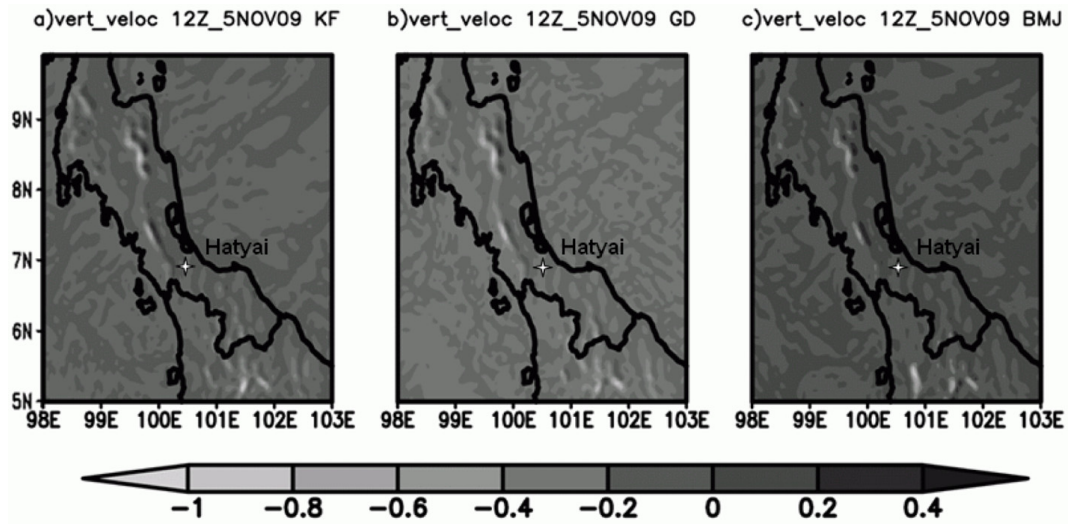 a)vert_veloc 12Z_5NOV09 KF
b)vert_veloc 12Z_5NOV09 GD
c)vert_veloc 12Z_5NOV09 BMJ
9N
8N
7N
6N
5N
Hatyai
Hatyai
Hatyai
98E 99E 100E 101E 102E 103E
98E 99E 100E 101E 102E 103E
98E 99E 100E 101E 102E 103E
-1 -0.8 -0.6 -0.4 -0.2 0 0.2 0.4